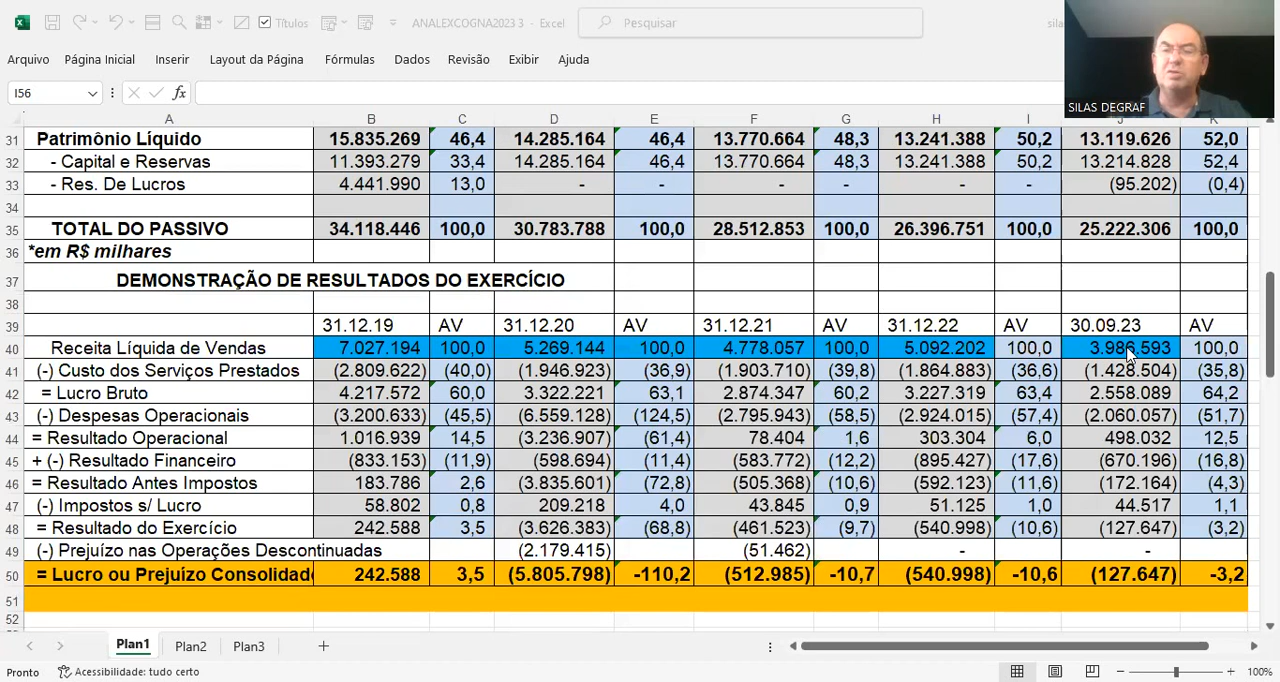 Títulos ANALEXCOGNA2023 3 - Excel Pesquisar
Arquivo Página Inicial Inserir Layout da Página Fórmulas Dados Revisão Exibir Ajuda
SILAS DEGRAF
I56 fx
A B C D E F G H I J K
31 Patrimônio Líquido 15.835.269 46,4 14.285.164 46,4 13.770.664 48,3 13.241.388 50,2 13.119.626 52,0
32 - Capital e Reservas 11.393.279 33,4 14.285.164 46,4 13.770.664 48,3 13.241.388 50,2 13.214.828 52,4
33 - Res. De Lucros 4.441.990 13,0 - - - - - - (95.202) (0,4)
34
35 TOTAL DO PASSIVO 34.118.446 100,0 30.783.788 100,0 28.512.853 100,0 26.396.751 100,0 25.222.306 100,0
36 *em R$ milhares
37 DEMONSTRAÇÃO DE RESULTADOS DO EXERCÍCIO
38
39 31.12.19 AV 31.12.20 AV 31.12.21 AV 31.12.22 AV 30.09.23 AV
40 Receita Líquida de Vendas 7.027.194 100,0 5.269.144 100,0 4.778.057 100,0 5.092.202 100,0 3.986.593 100,0
41 (-) Custo dos Serviços Prestados (2.809.622) (40,0) (1.946.923) (36,9) (1.903.710) (39,8) (1.864.883) (36,6) (1.428.504) (35,8)
42 = Lucro Bruto 4.217.572 60,0 3.322.221 63,1 2.874.347 60,2 3.227.319 63,4 2.558.089 64,2
43 (-) Despesas Operacionais (3.200.633) (45,5) (6.559.128) (124,5) (2.795.943) (58,5) (2.924.015) (57,4) (2.060.057) (51,7)
44 = Resultado Operacional 1.016.939 14,5 (3.236.907) (61,4) 78.404 1,6 303.304 6,0 498.032 12,5
45 + (-) Resultado Financeiro (833.153) (11,9) (598.694) (11,4) (583.772) (12,2) (895.427) (17,6) (670.196) (16,8)
46 = Resultado Antes Impostos 183.786 2,6 (3.835.601) (72,8) (505.368) (10,6) (592.123) (11,6) (172.164) (4,3)
47 (-) Impostos s/ Lucro 58.802 0,8 209.218 4,0 43.845 0,9 51.125 1,0 44.517 1,1
48 = Resultado do Exercício 242.588 3,5 (3.626.383) (68,8) (461.523) (9,7) (540.998) (10,6) (127.647) (3,2)
49 (-) Prejuízo nas Operações Descontinuadas (2.179.415) (51.462) - -
50 = Lucro ou Prejuízo Consolidado 242.588 3,5 (5.805.798) -110,2 (512.985) -10,7 (540.998) -10,6 (127.647) -3,2
51
52
Plan1 Plan2 Plan3
Pronto Acessibilidade: tudo certo 100%